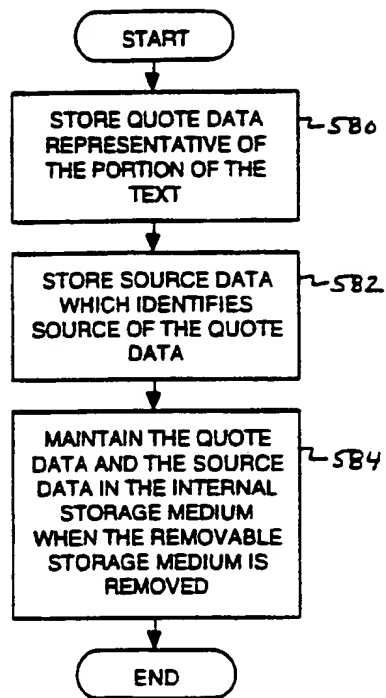 START
STORE QUOTE DATA
REPRESENTATIVE OF
THE PORTION OF THE
TEXT
580
STORE SOURCE DATA
WHICH IDENTIFIES
SOURCE OF THE QUOTE
DATA
582
MAINTAIN THE QUOTE
DATA AND THE SOURCE
DATA IN THE INTERNAL
STORAGE MEDIUM
WHEN THE REMOVABLE
STORAGE MEDIUM IS
REMOVED
584
END